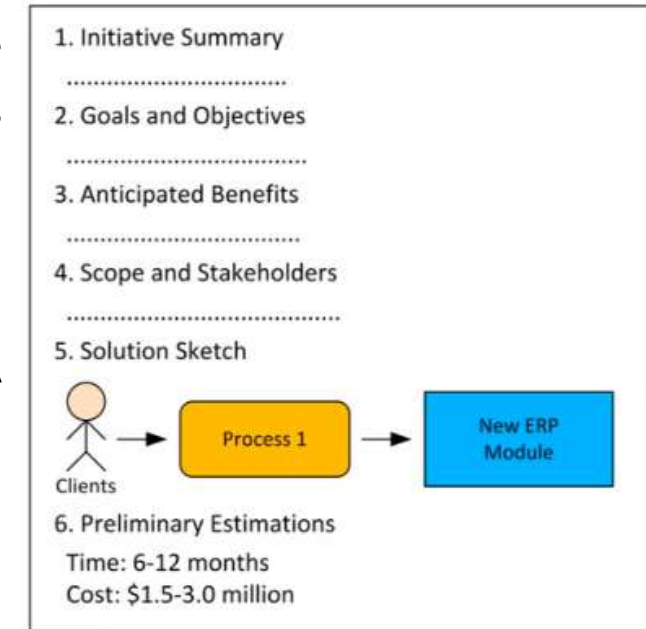 1. Initiative Summary
.................................
2. Goals and Objectives
....................................
3. Anticipated Benefits
...................................
4. Scope and Stakeholders
.........................................
5. Solution Sketch
Process 1
New ERP
Module
Clients
6. Preliminary Estimations
Time: 6-12 months
Cost: $1.5-3.0 million